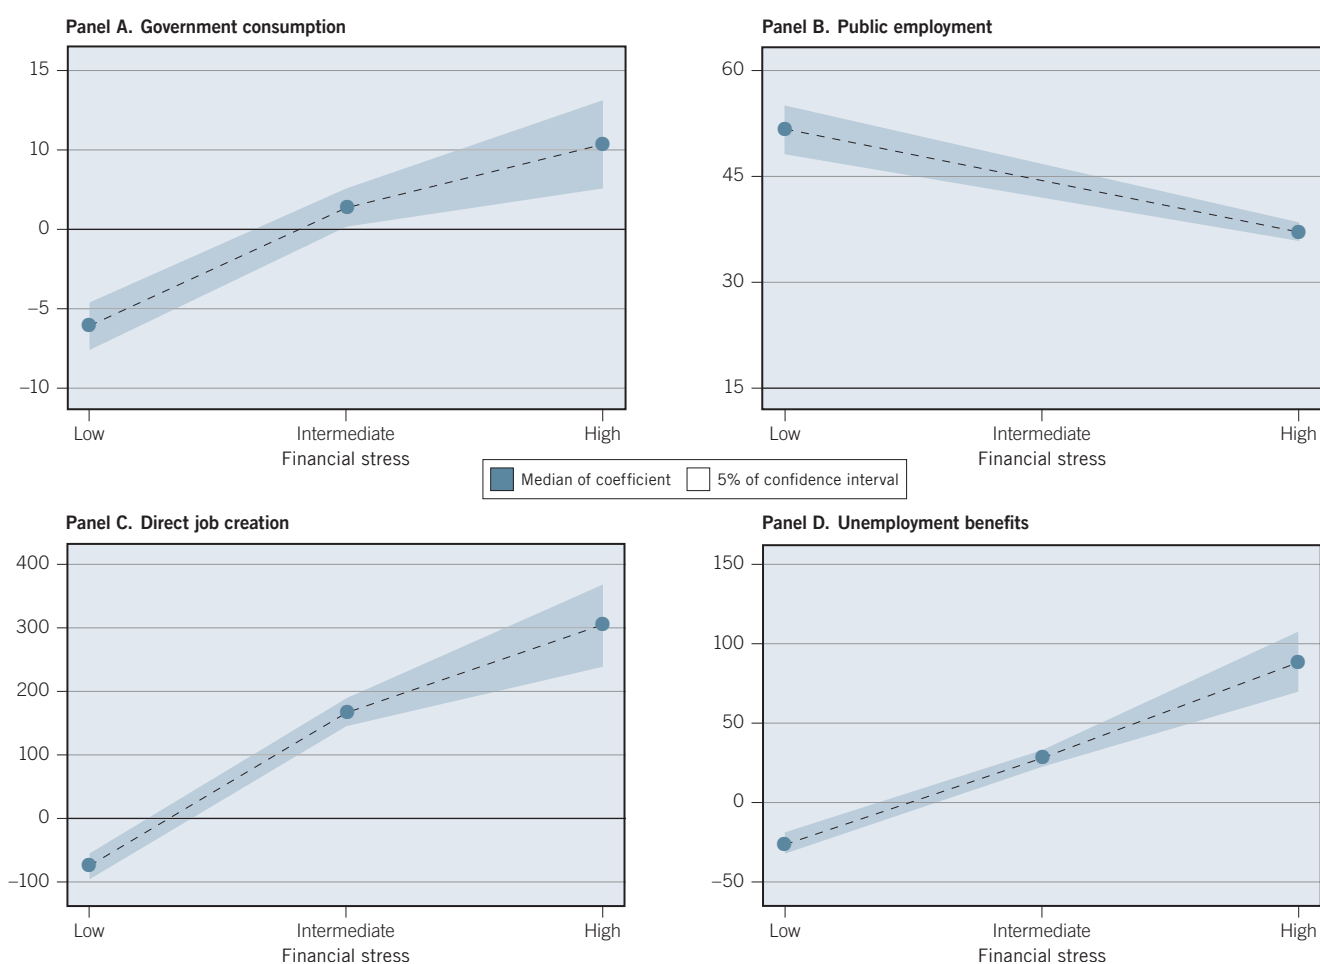 Panel A. Government consumption
15
10
0
–5
–10
Low Intermediate High
Financial stress
Panel B. Public employment
60
45
30
15
Low Intermediate High
Financial stress
Median of coefficient 5% of confidence interval
Panel C. Direct job creation
400
300
200
100
0
–100
Low Intermediate High
Financial stress
Panel D. Unemployment benefits
150
100
50
0
–50
Low Intermediate High
Financial stress